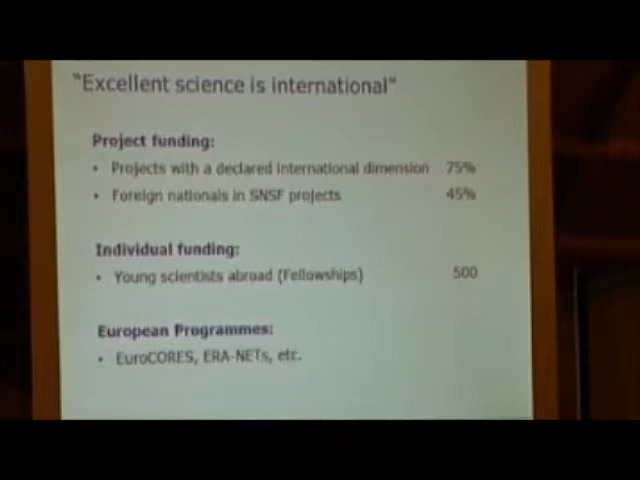 "Excellent science is international"
Project funding:
• Projects with a declared international dimension 75%
• Foreign nationals in SNSF projects 45%
Individual funding:
• Young scientists abroad (Fellowships) 500
European Programmes:
• EuroCORES, ERA-NETs, etc.